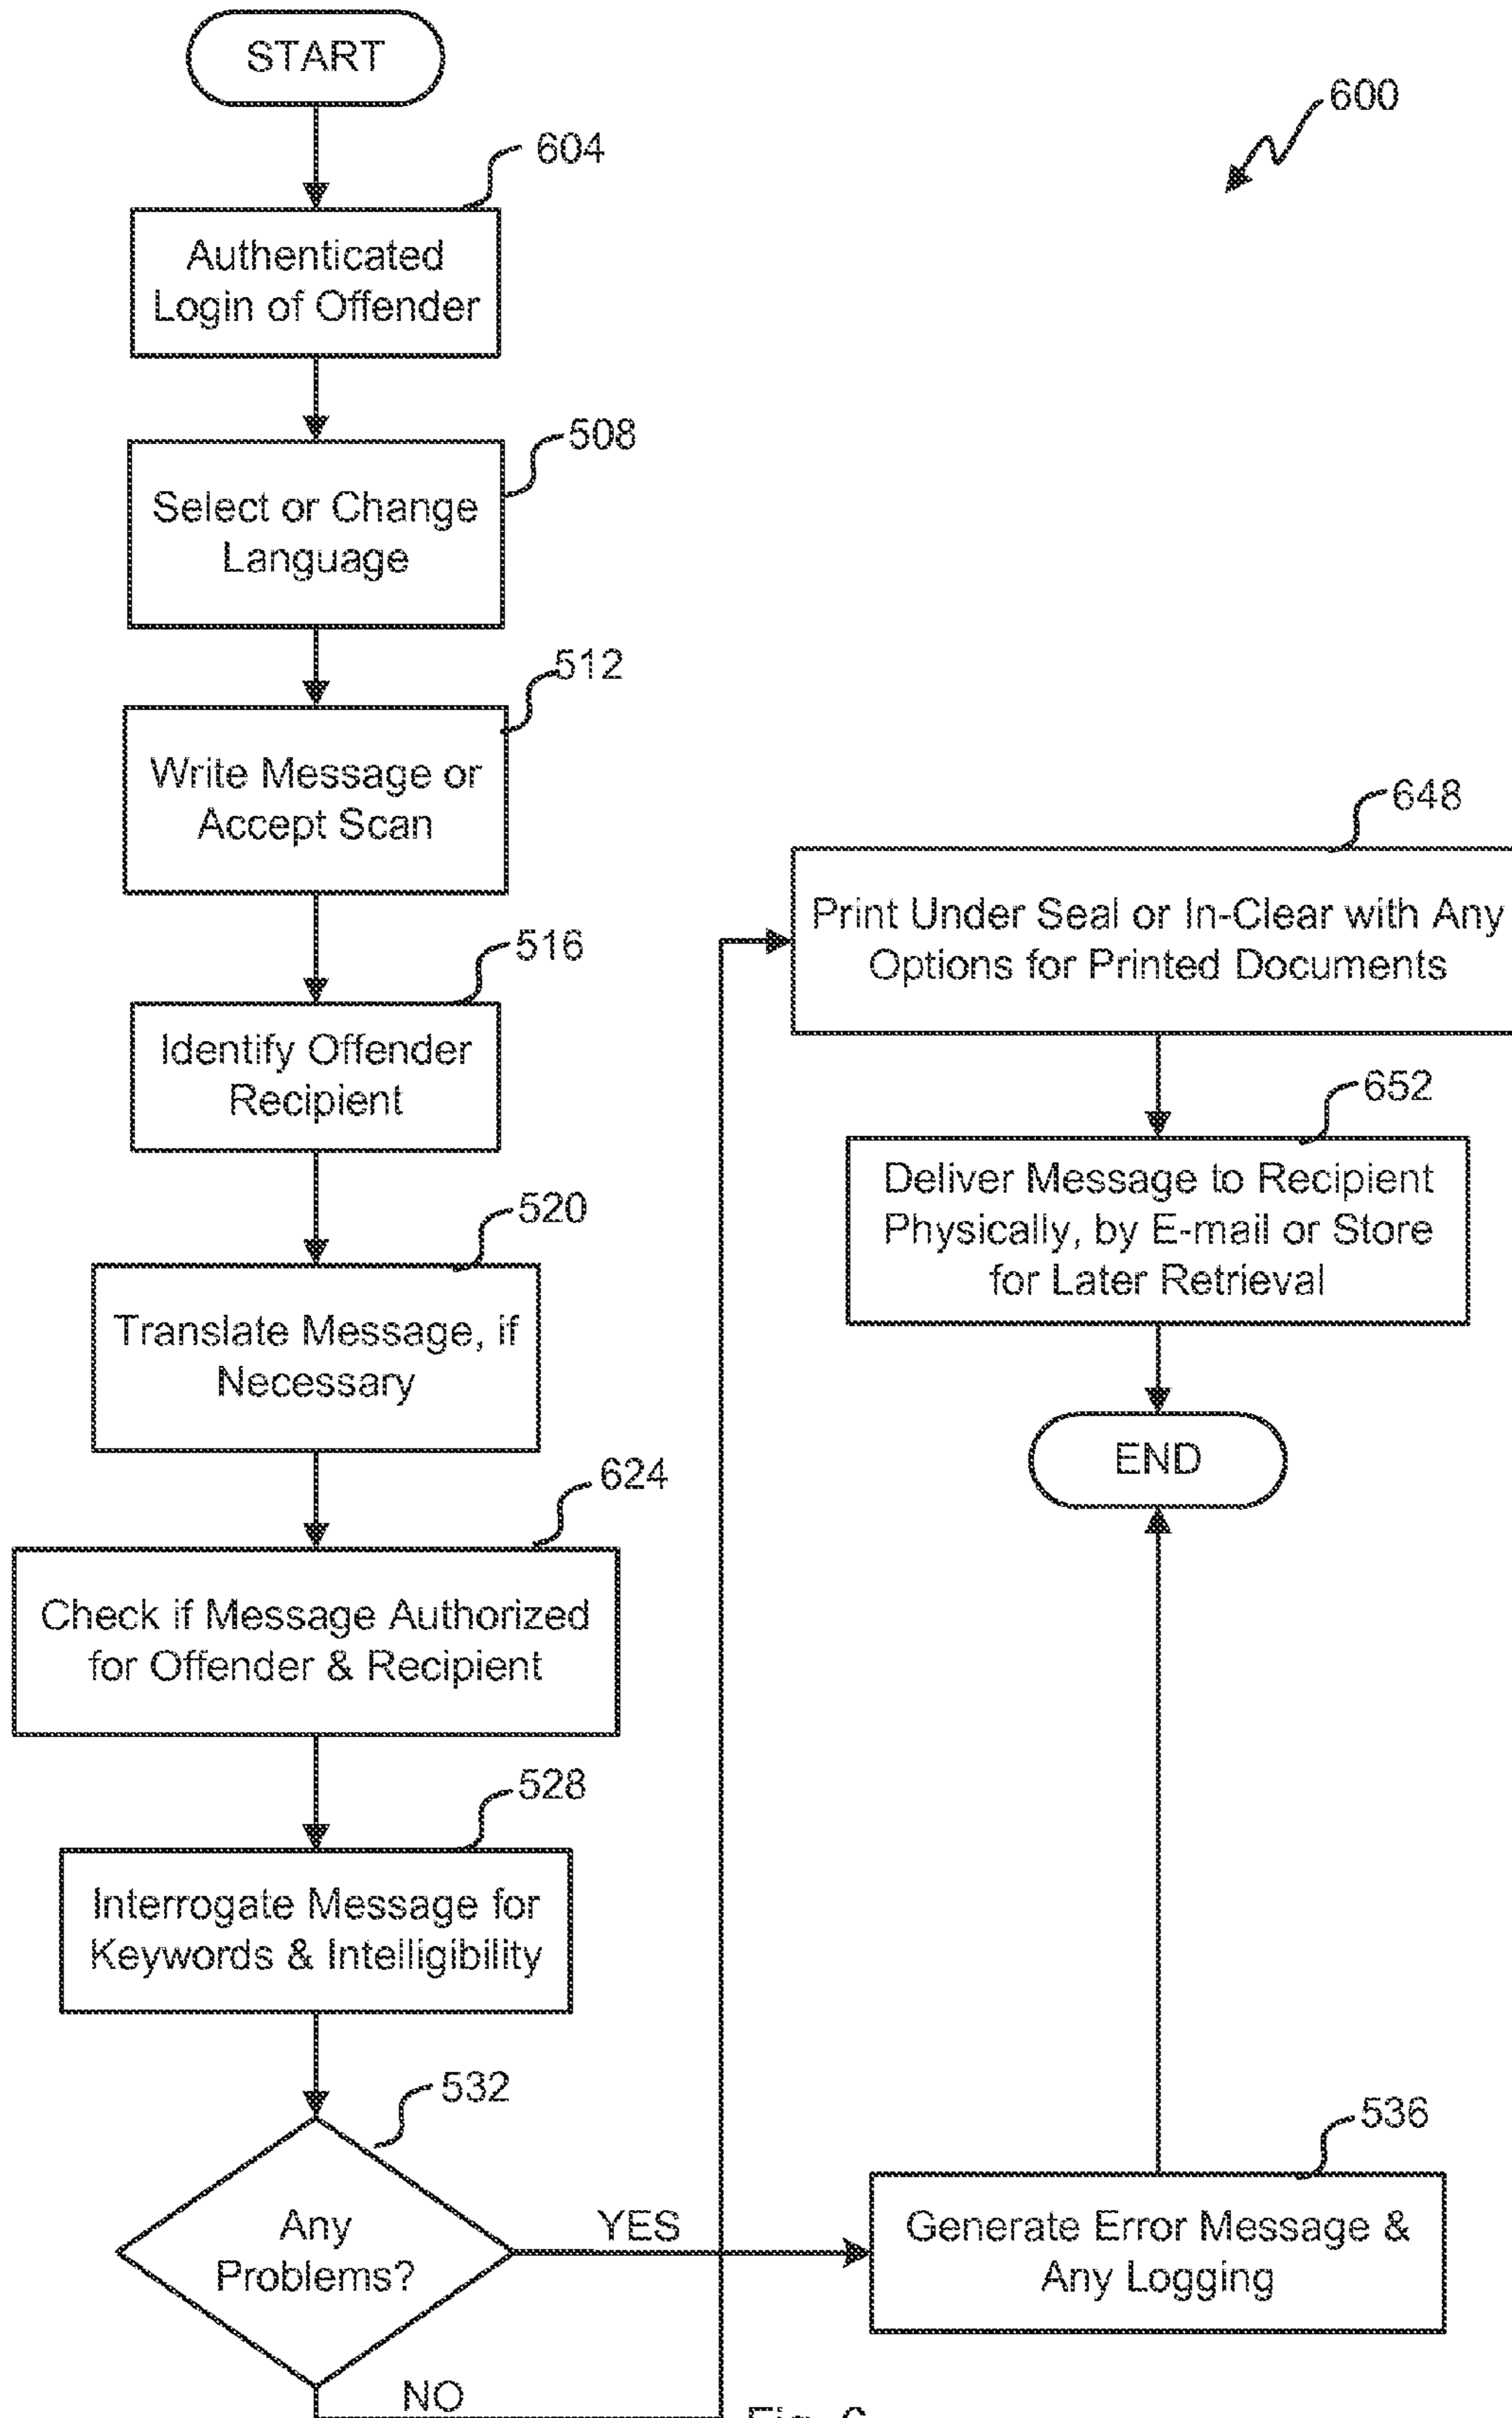 START
600
604
Authenticated
Login of Offender
508
Select or Change
Language
512
Write Message or
Accept Scan
516
Identify Offender
Recipient
520
Translate Message, if
Necessary
624
Check if Message Authorized
for Offender & Recipient
528
Interrogate Message for
Keywords & Intelligibility
532
Any
Problems?
YES
NO
648
Print Under Seal or In-Clear with Any
Options for Printed Documents
652
Deliver Message to Recipient
Physically, by E-mail or Store
for Later Retrieval
END
536
Generate Error Message &
Any Logging